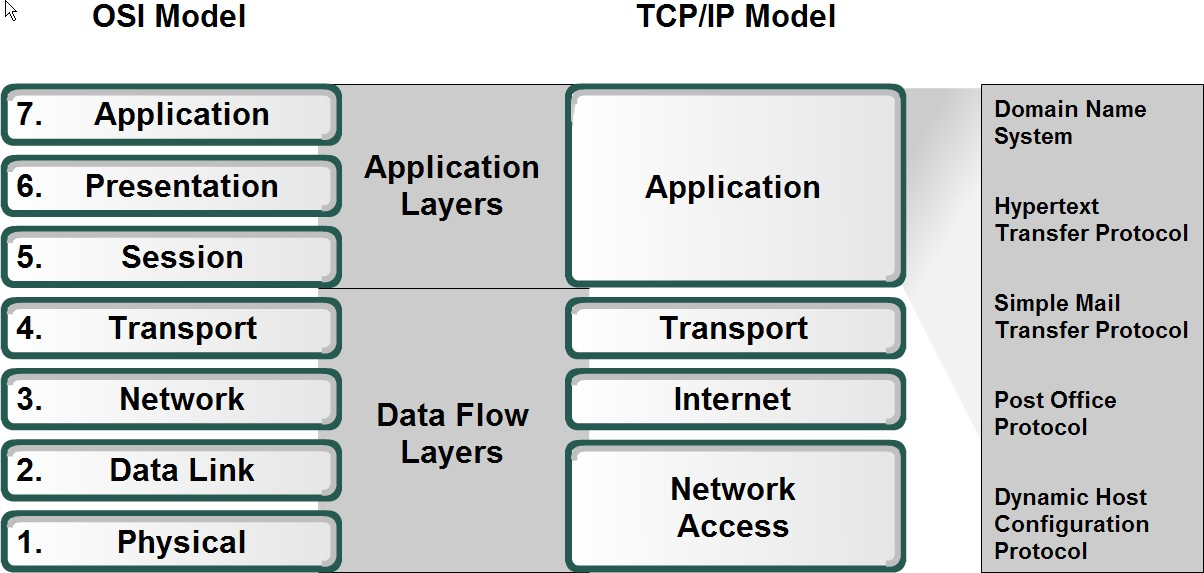 OSI Model
TCP/IP Model
7. Application
6. Presentation
5. Session
4. Transport
3. Network
2. Data Link
1. Physical
Application
Layers
Data Flow
Layers
Application
Transport
Internet
Network
Access
Domain Name
System
Hypertext
Transfer Protocol
Simple Mail
Transfer Protocol
Post Office
Protocol
Dynamic Host
Configuration
Protocol